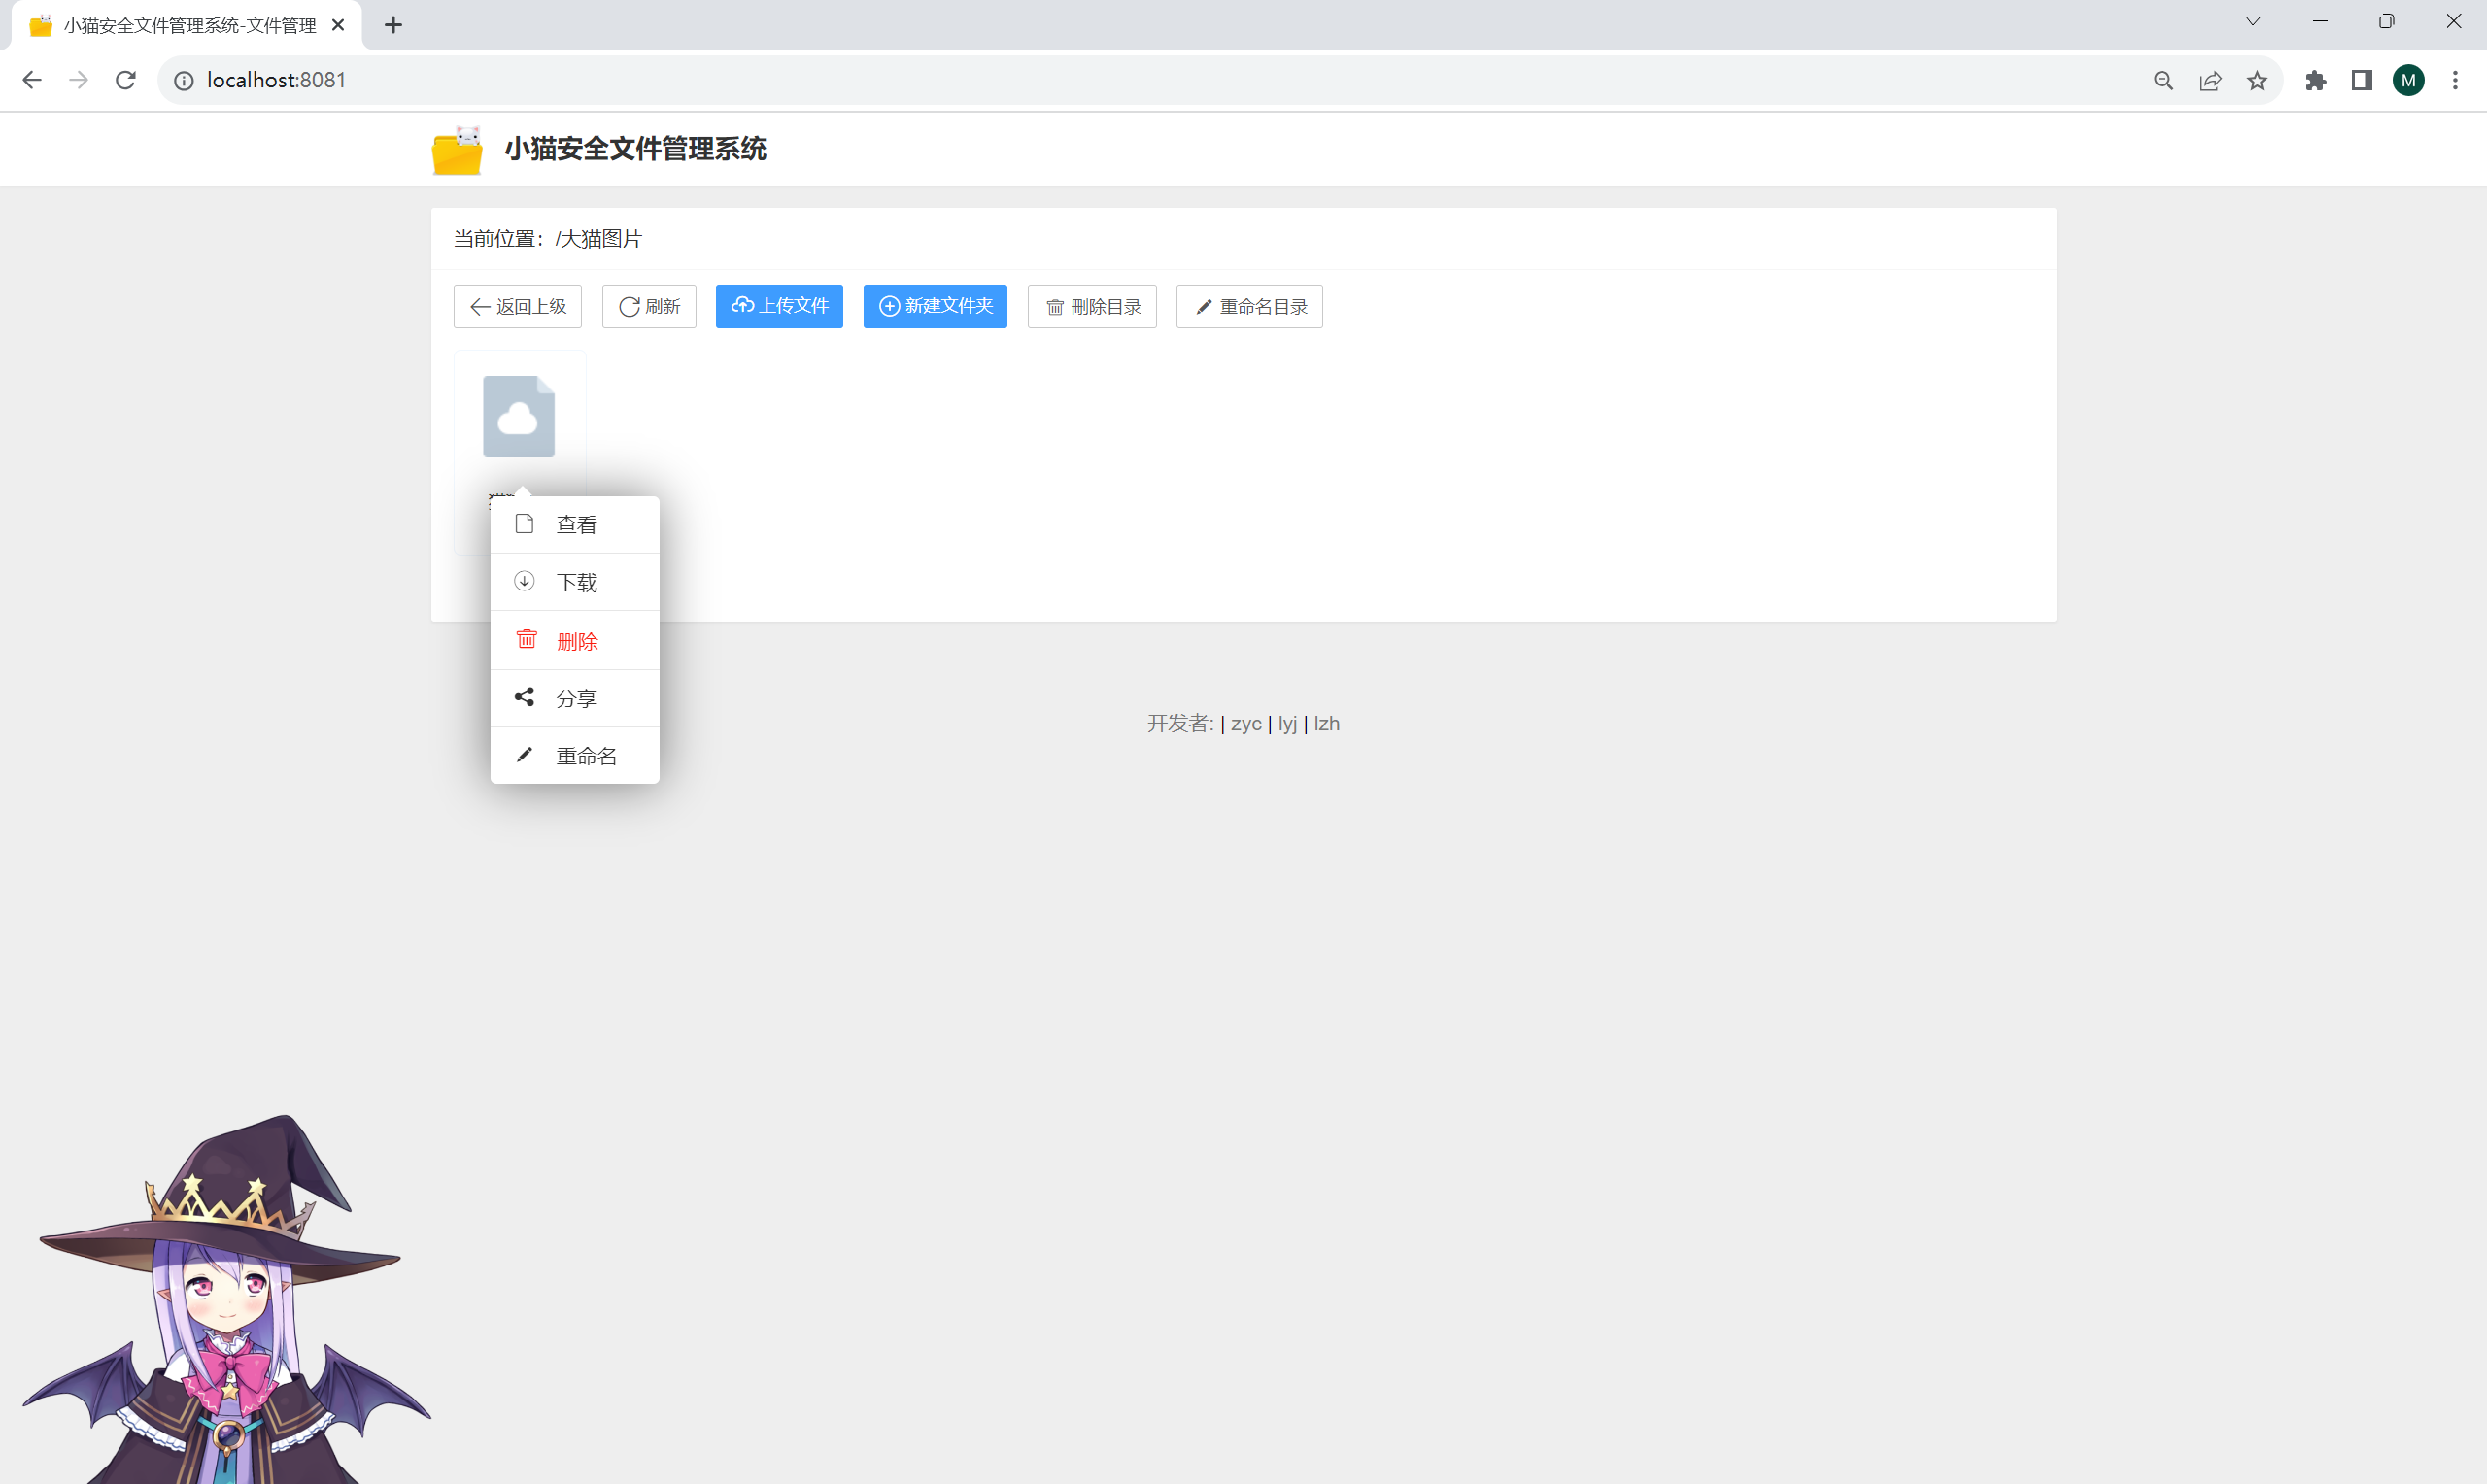 小猫安全文件管理系统-文件管理
localhost:8081
M
小猫安全文件管理系统
当前位置：/大猫图片
返回上级 刷新 上传文件 新建文件夹 删除目录 重命名目录
查看
下载
删除
分享
重命名
开发者: | zyc | lyj | lzh